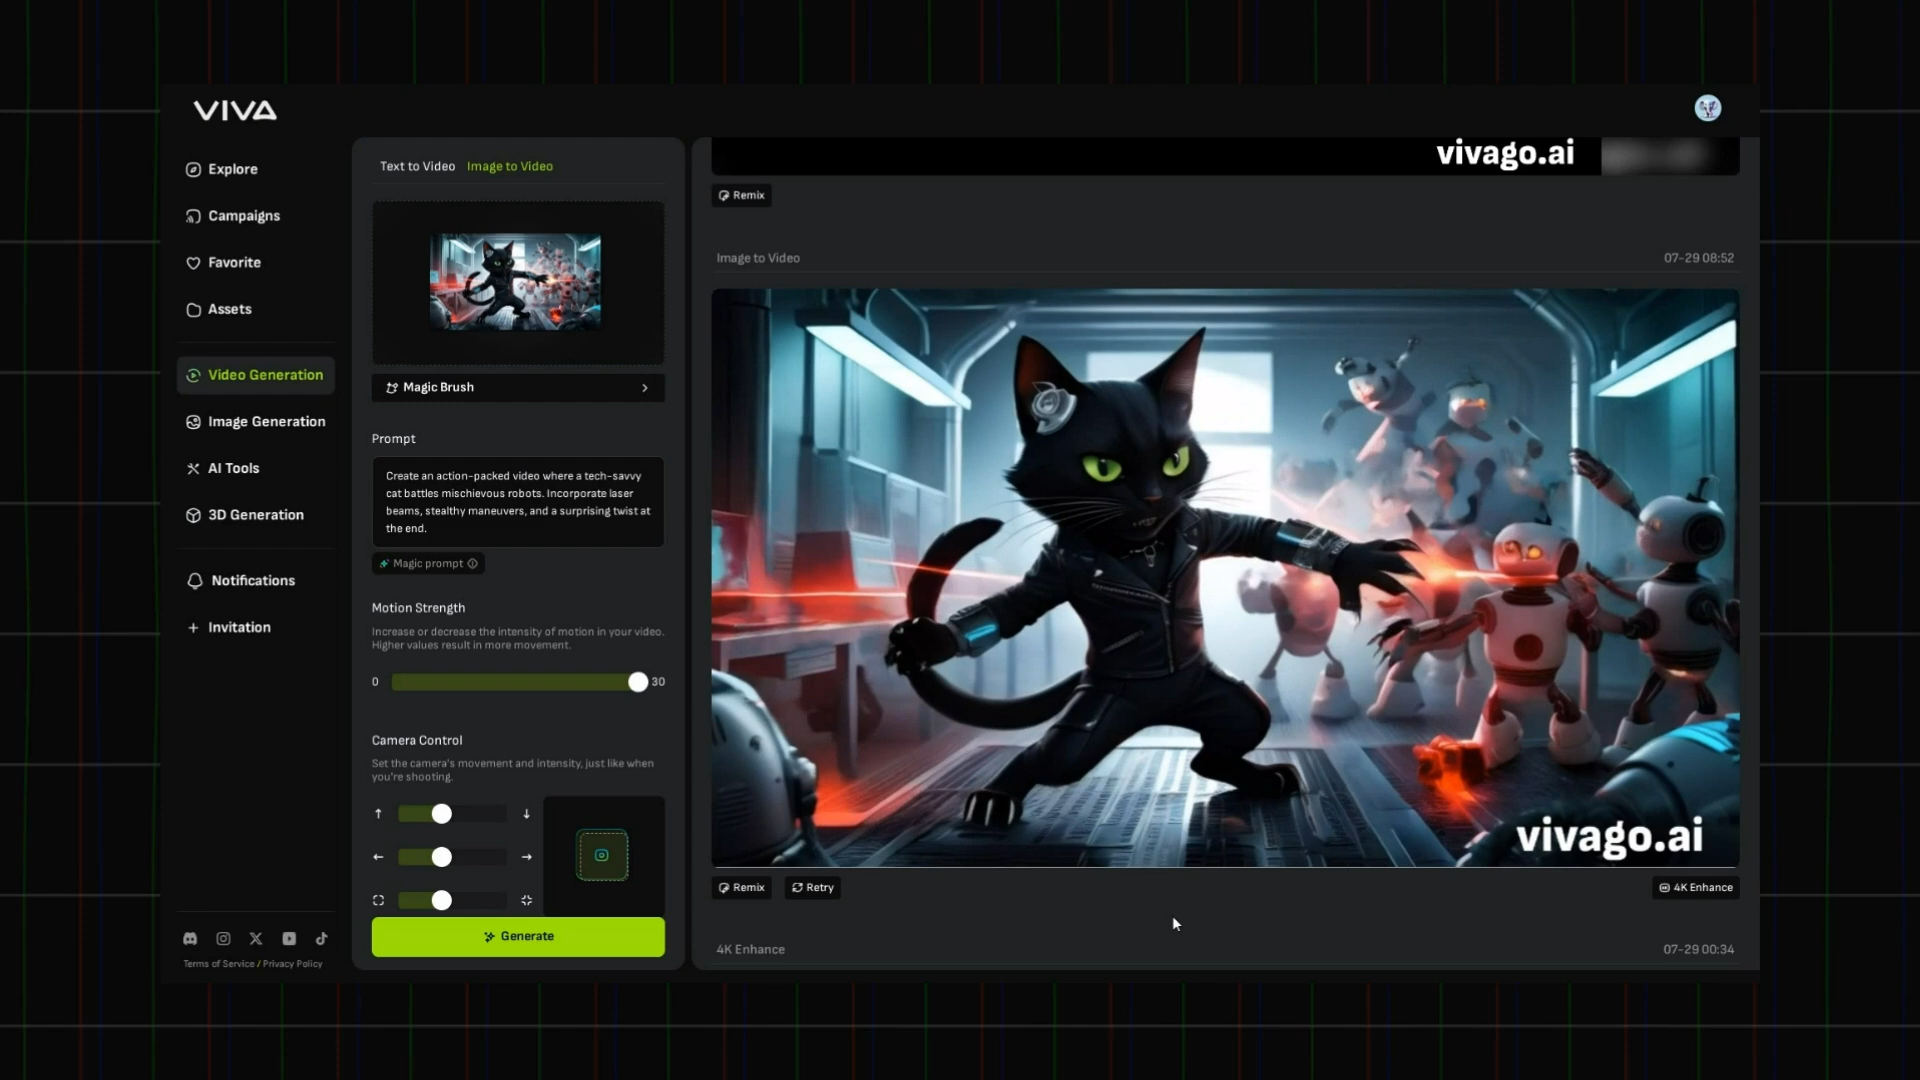 VIVA
Explore
Campaigns
Favorite
Assets
Video Generation
Image Generation
AI Tools
3D Generation
Notifications
Invitation
Terms of Service / Privacy Policy
Text to Video Image to Video
Magic Brush
Prompt
Create an action-packed video where a tech-savvy
cat battles mischievous robots. Incorporate laser
beams, stealthy maneuvers, and a surprising twist at
the end.
Magic prompt
Motion Strength
Increase or decrease the intensity of motion in your video.
Higher values result in more movement.
0 30
Camera Control
Set the camera's movement and intensity, just like when
you're shooting.
Generate
vivago.ai
Remix
Image to Video 07-29 08:52
vivago.ai
Remix Retry 4K Enhance
4K Enhance 07-29 00:34